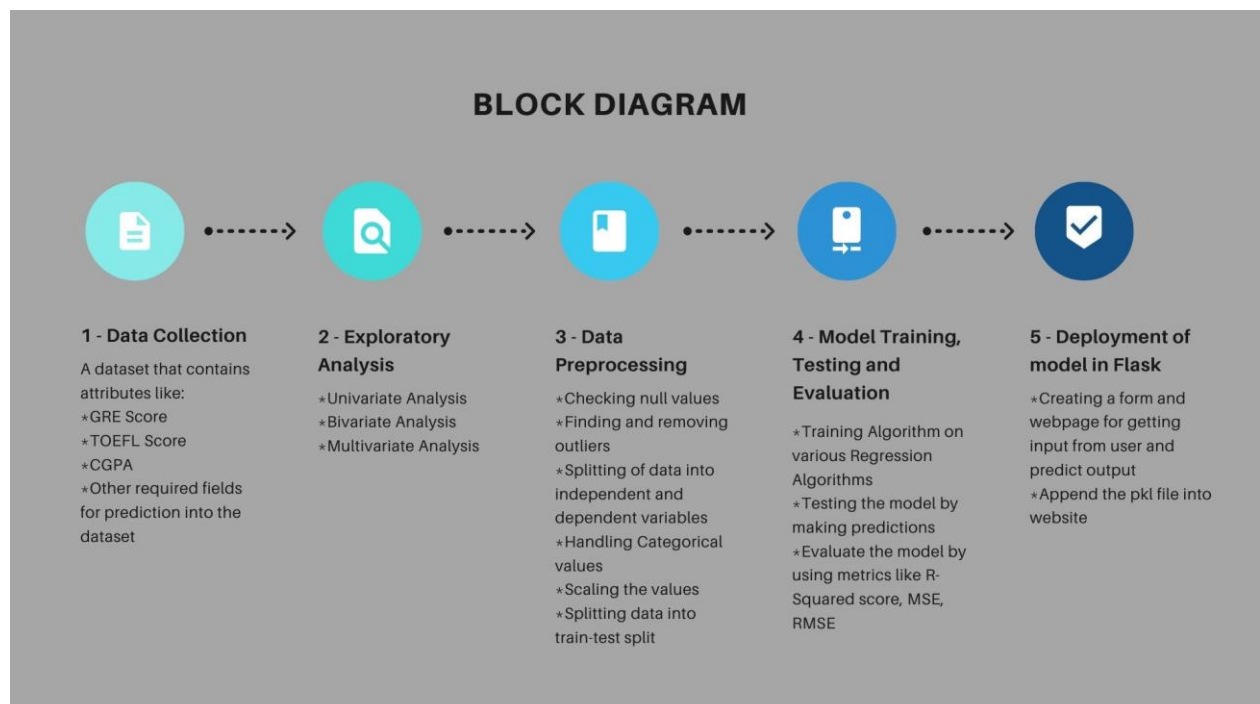 BLOCK DIAGRAM
1 - Data Collection
A dataset that contains
attributes like:
*GRE Score
*TOEFL Score
*CGPA
*Other required fields
for prediction into the
dataset
2 - Exploratory
Analysis
*Univariate Analysis
*Bivariate Analysis
*Multivariate Analysis
3 - Data
Preprocessing
*Checking null values
*Finding and removing
outliers
*Splitting of data into
independent and
dependent variables
*Handling Categorical
values
*Scaling the values
*Splitting data into
train-test split
4 - Model Training,
Testing and
Evaluation
*Training Algorithm on
various Regression
Algorithms
*Testing the model by
making predictions
*Evaluate the model by
using metrics like R-
Squared score, MSE,
RMSE
5 - Deployment of
model in Flask
*Creating a form and
webpage for getting
input from user and
predict output
*Append the pkl file into
website